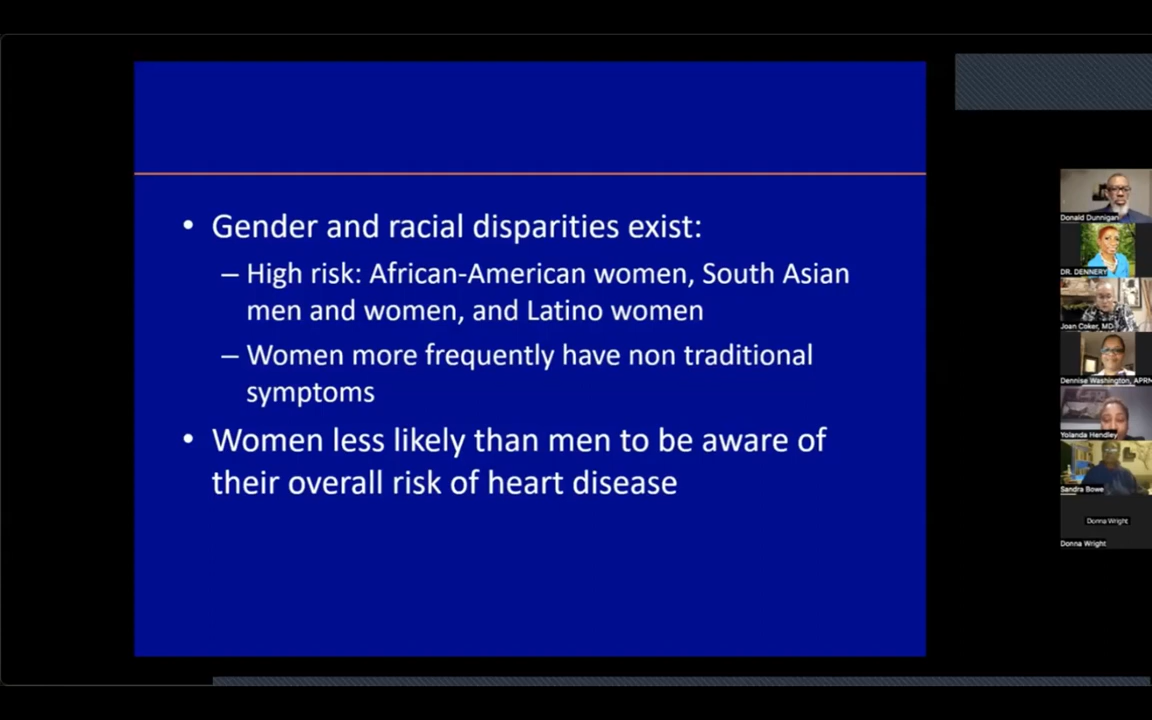 • Gender and racial disparities exist:
– High risk: African-American women, South Asian
men and women, and Latino women
– Women more frequently have non traditional
symptoms
• Women less likely than men to be aware of
their overall risk of heart disease
Donald Dunnigan
DR. DENNERY
Joan Coker, MD
Dennise Washington, APRN
Yolanda Hendley
Sandra Bowe
Donna Wright
Donna Wright